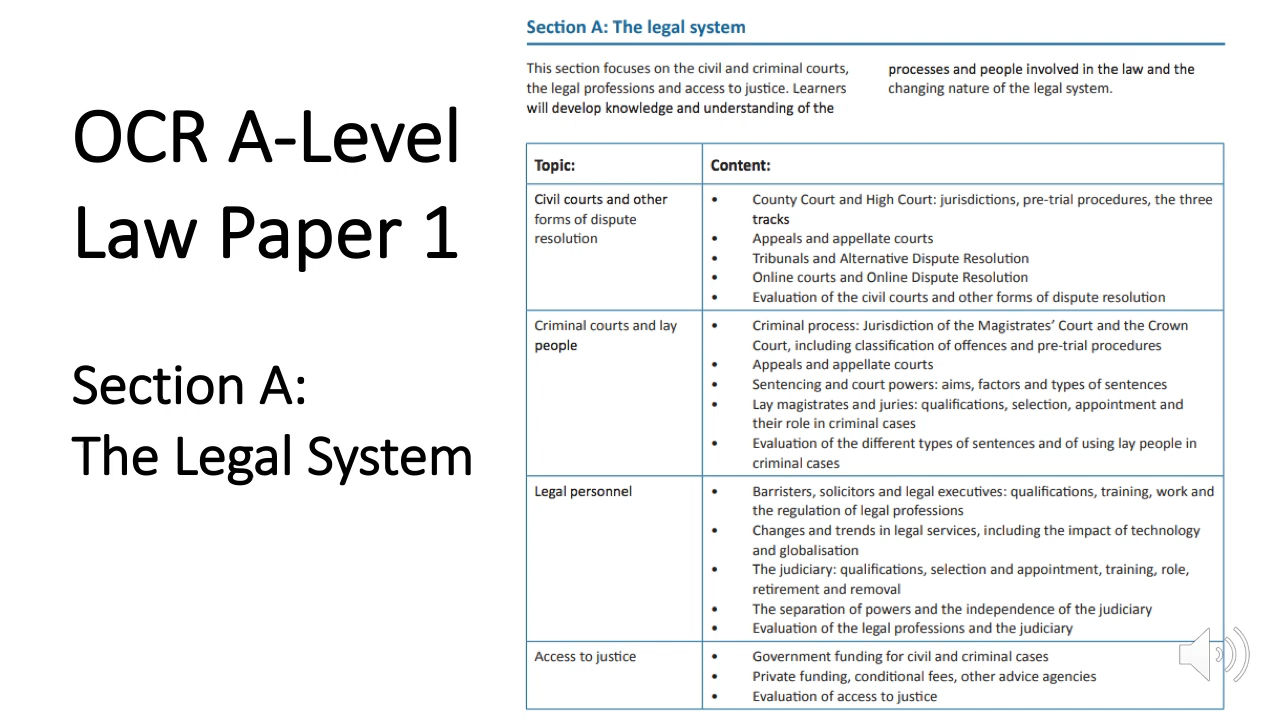 OCR A-Level
Law Paper 1
Section A:
The Legal System
Section A: The legal system
This section focuses on the civil and criminal courts,
the legal professions and access to justice. Learners
will develop knowledge and understanding of the
processes and people involved in the law and the
changing nature of the legal system.
Topic:
Content:
Civil courts and other
forms of dispute
resolution
• County Court and High Court: jurisdictions, pre-trial procedures, the three
tracks
• Appeals and appellate courts
• Tribunals and Alternative Dispute Resolution
• Online courts and Online Dispute Resolution
• Evaluation of the civil courts and other forms of dispute resolution
Criminal courts and lay
people
• Criminal process: Jurisdiction of the Magistrates’ Court and the Crown
Court, including classification of offences and pre-trial procedures
• Appeals and appellate courts
• Sentencing and court powers: aims, factors and types of sentences
• Lay magistrates and juries: qualifications, selection, appointment and
their role in criminal cases
• Evaluation of the different types of sentences and of using lay people in
criminal cases
Legal personnel
• Barristers, solicitors and legal executives: qualifications, training, work and
the regulation of legal professions
• Changes and trends in legal services, including the impact of technology
and globalisation
• The judiciary: qualifications, selection and appointment, training, role,
retirement and removal
• The separation of powers and the independence of the judiciary
• Evaluation of the legal professions and the judiciary
Access to justice
• Government funding for civil and criminal cases
• Private funding, conditional fees, other advice agencies
• Evaluation of access to justice